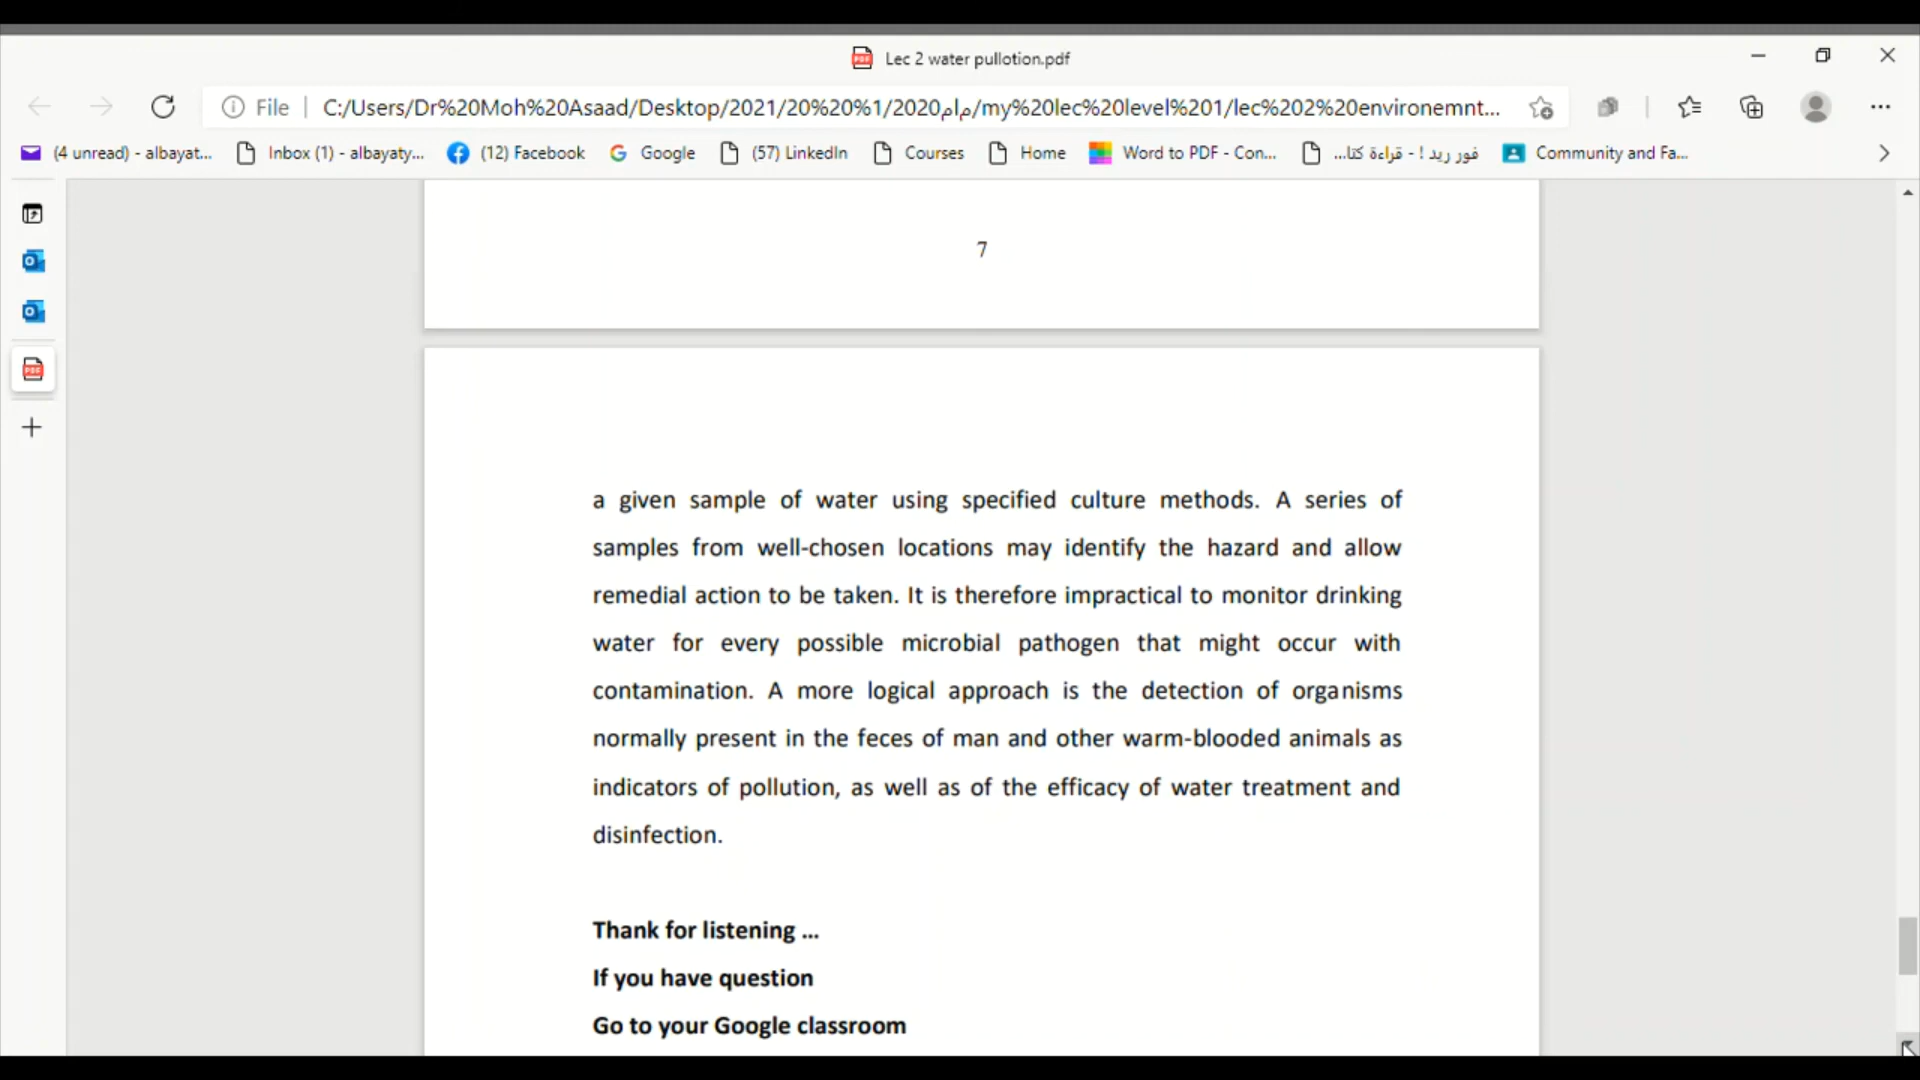 Lec 2 water pullotion.pdf
File
C:/Users/Dr%20Moh%20Asaad/Desktop/2021/20%20%1/2020مام/my%20lec%20level%201/lec%202%20environemnt...
(4 unread) - albayat...
Inbox (1) - albayaty...
(12) Facebook
Google
(57) LinkedIn
Courses
Home
Word to PDF - Con...
فور ريد ! - قراءة كتا...
Community and Fa...
7
a given sample of water using specified culture methods. A series of
samples from well-chosen locations may identify the hazard and allow
remedial action to be taken. It is therefore impractical to monitor drinking
water for every possible microbial pathogen that might occur with
contamination. A more logical approach is the detection of organisms
normally present in the feces of man and other warm-blooded animals as
indicators of pollution, as well as of the efficacy of water treatment and
disinfection.
Thank for listening ...
If you have question
Go to your Google classroom